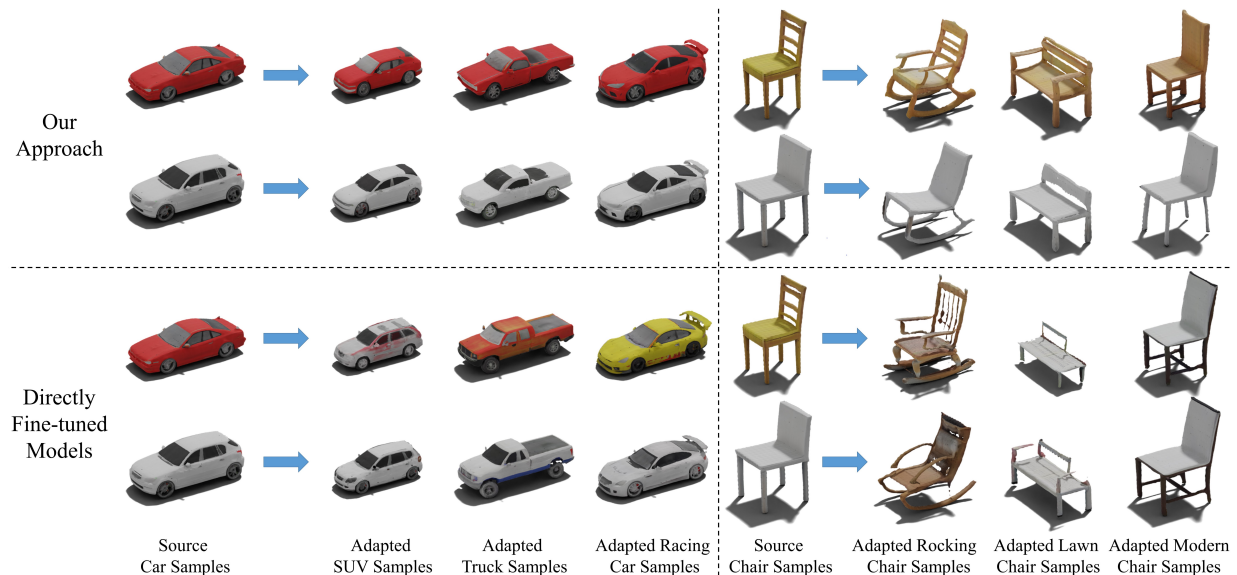 Our
Approach
Directly
Fine-tuned
Models
Source
Car Samples
Adapted
SUV Samples
Adapted
Truck Samples
Adapted Racing
Car Samples
Source
Chair Samples
Adapted Rocking
Chair Samples
Adapted Lawn
Chair Samples
Adapted Modern
Chair Samples